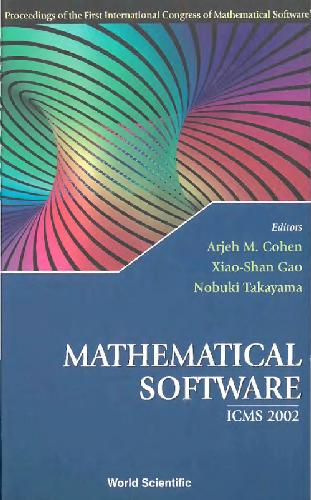 Proceedings of the First International Congress of Mathematical Software
Editors
Arjeh M. Cohen
Xiao-Shan Gao
Nobuki Takayama
MATHEMATICAL
SOFTWARE
ICMS 2002
World Scientific